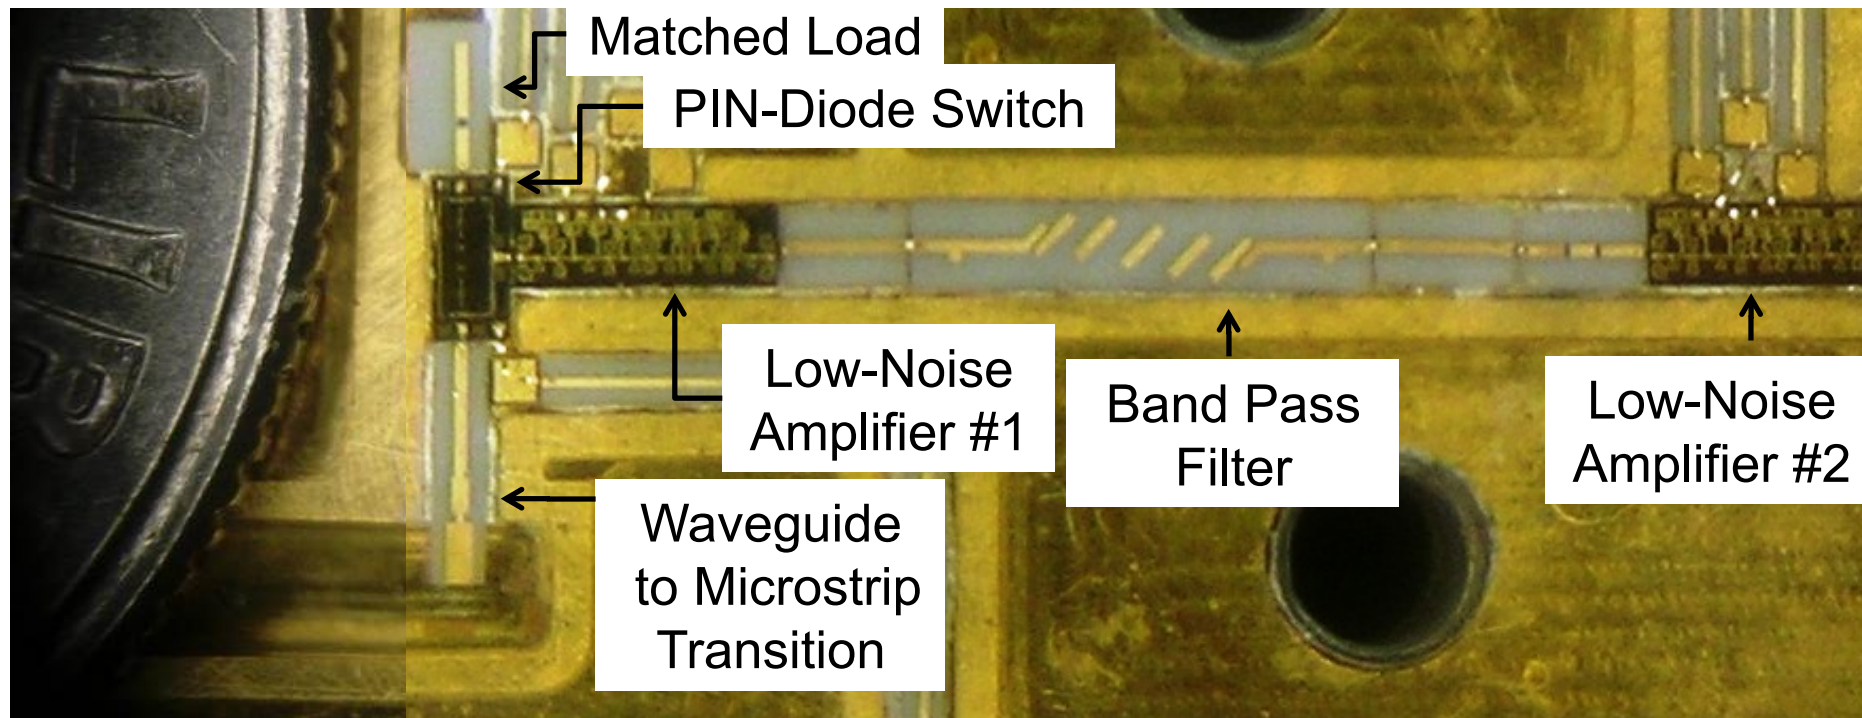 Matched Load
PIN-Diode Switch
Low-Noise
Amplifier #1
Band Pass
Filter
Low-Noise
Amplifier #2
Waveguide
to Microstrip
Transition